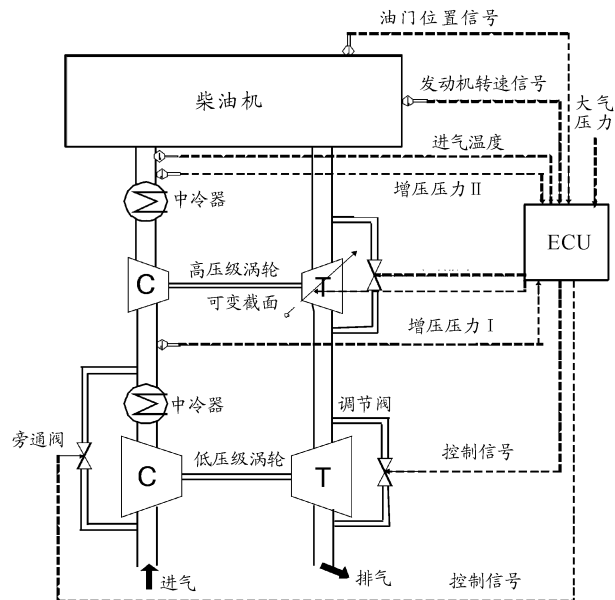 油门位置信号
柴油机
发动机转速信号
大气
压力
进气温度
中冷器
增压压力II
ECU
C
高压级涡轮
T
可变截面
增压压力I
中冷器
调节阀
旁通阀
C
低压级涡轮
T
控制信号
进气
排气
控制信号